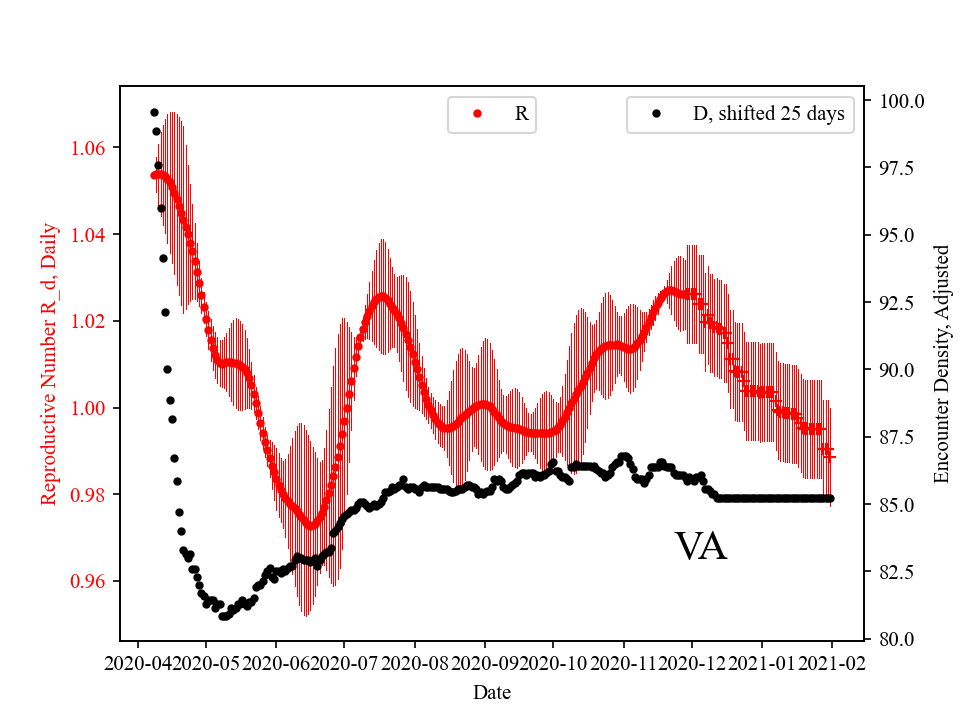 R
D, shifted 25 days
Reproductive Number R_d, Daily
1.06
1.04
1.02
1.00
0.98
0.96
100.0
97.5
95.0
92.5
90.0
87.5
85.0
82.5
80.0
Encounter Density, Adjusted
VA
2020-04 2020-05 2020-06 2020-07 2020-08 2020-09 2020-10 2020-11 2020-12 2021-01 2021-02
Date